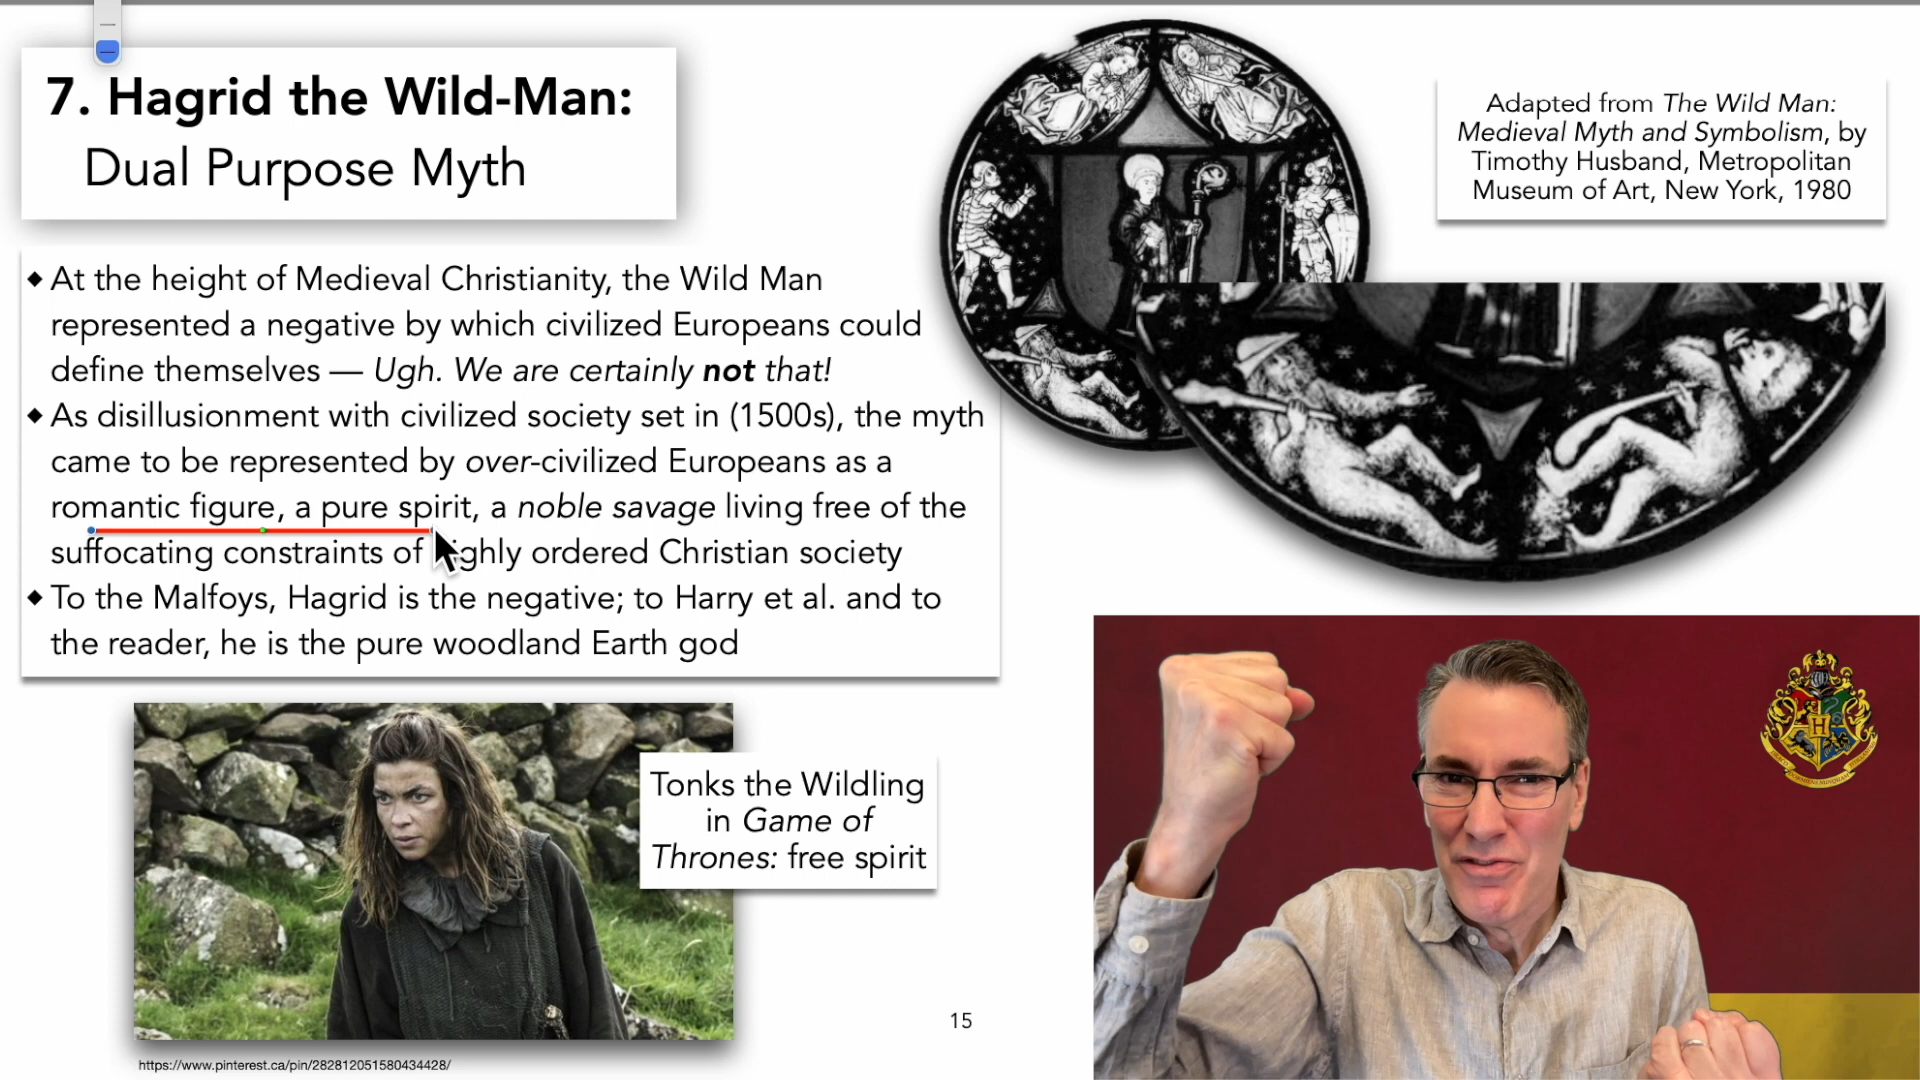 7. Hagrid the Wild-Man:
Dual Purpose Myth
Adapted from The Wild Man:
Medieval Myth and Symbolism, by
Timothy Husband, Metropolitan
Museum of Art, New York, 1980
◆ At the height of Medieval Christianity, the Wild Man
represented a negative by which civilized Europeans could
define themselves — Ugh. We are certainly not that!
◆ As disillusionment with civilized society set in (1500s), the myth
came to be represented by over-civilized Europeans as a
romantic figure, a pure spirit, a noble savage living free of the
suffocating constraints of highly ordered Christian society
◆ To the Malfoys, Hagrid is the negative; to Harry et al. and to
the reader, he is the pure woodland Earth god
Tonks the Wildling
in Game of
Thrones: free spirit
H
15
https://www.pinterest.ca/pin/282812051580434428/